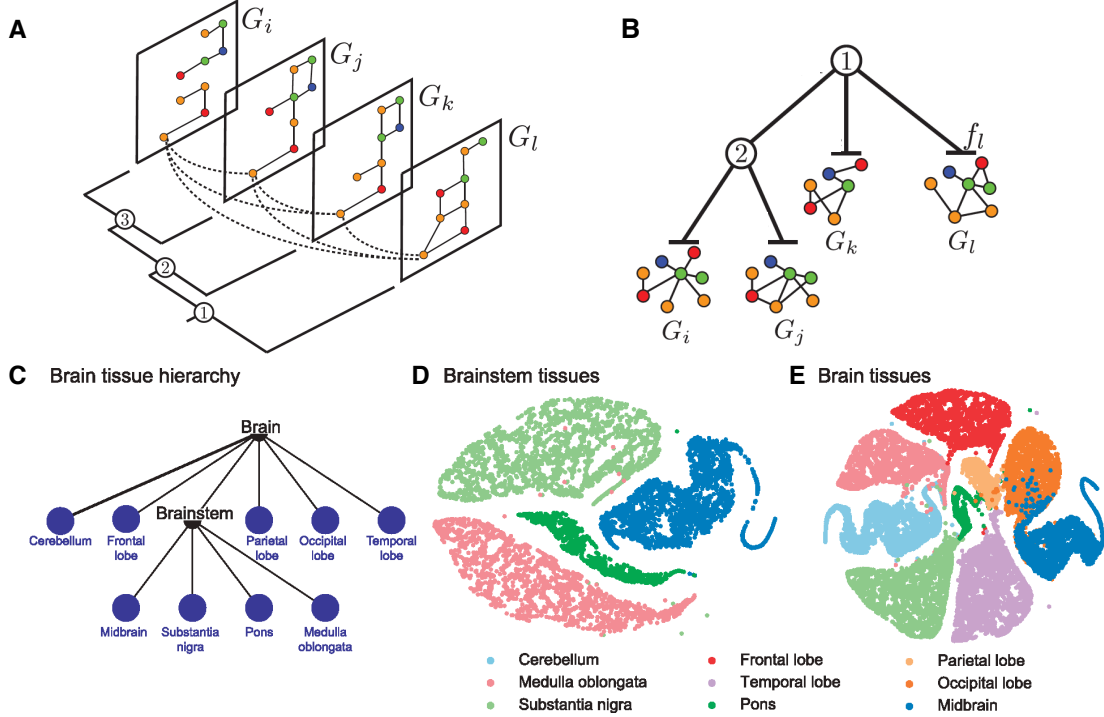 A
G_i
G_j
G_k
G_l
3
2
1
B
1
2
f_l
G_k
G_l
G_i
G_j
C Brain tissue hierarchy
Brain
Brainstem
Cerebellum
Frontal
lobe
Parietal
lobe
Occipital
lobe
Temporal
lobe
Midbrain
Substantia
nigra
Pons
Medulla
oblongata
D Brainstem tissues
E Brain tissues
Cerebellum
Medulla oblongata
Substantia nigra
Frontal lobe
Temporal lobe
Pons
Parietal lobe
Occipital lobe
Midbrain